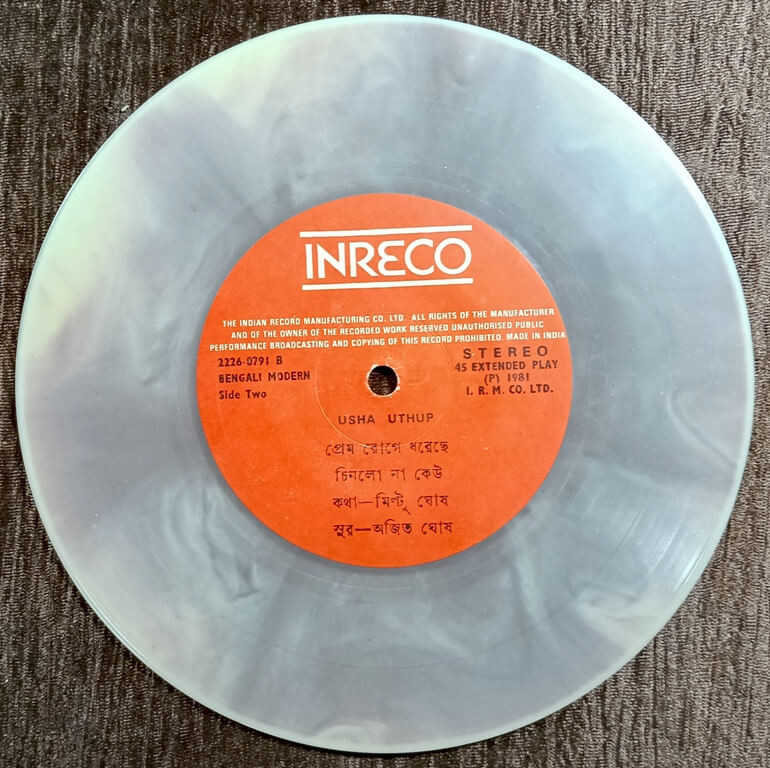 INRECO
THE INDIAN RECORD MANUFACTURING CO. LTD. ALL RIGHTS OF THE MANUFACTURER
AND OF THE OWNER OF THE RECORDED WORK RESERVED UNAUTHORISED PUBLIC
PERFORMANCE BROADCASTING AND COPYING OF THIS RECORD PROHIBITED. MADE IN INDIA
2226-0791 B
BENGALI MODERN
Side Two
STEREO
45 EXTENDED PLAY
(P) 1981
I. R. M. CO. LTD.
USHA UTHUP
প্রেম রোগে ধরেছে
চিনলো না কেউ
কথা—মিল্টু ঘোষ
সুর—অজিত ঘোষ